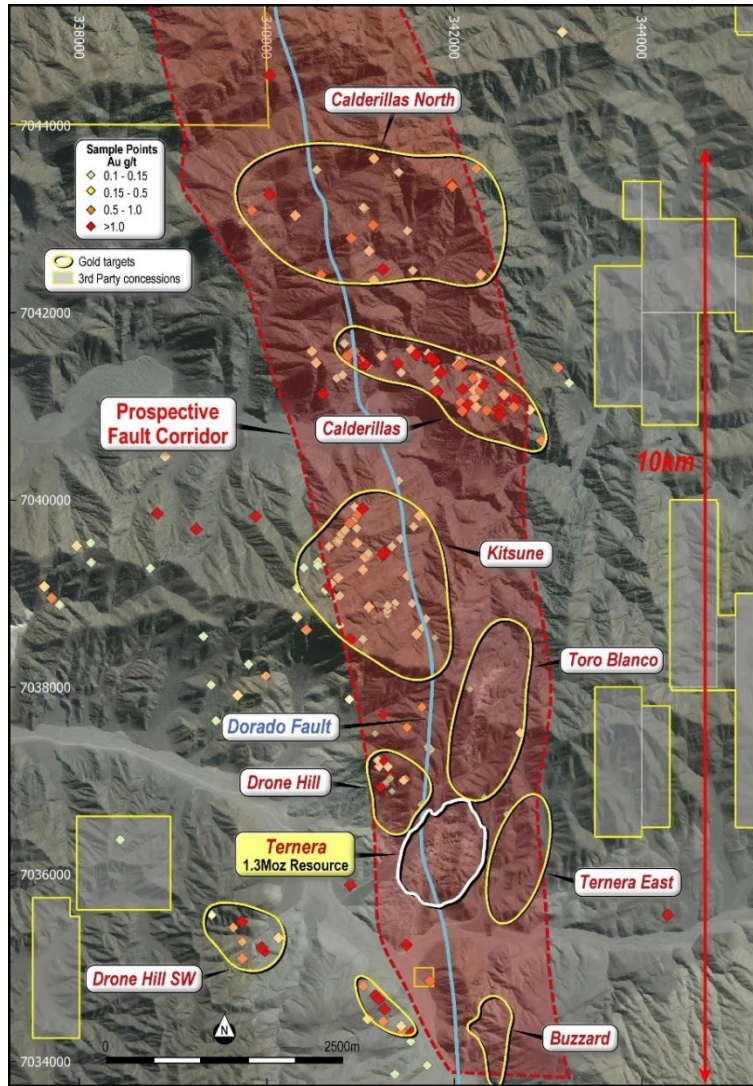 338000
340000
342000
344000
Calderillas North
7044000
Sample Points
Au g/t
0.1 - 0.15
0.15 - 0.5
0.5 - 1.0
>1.0
Gold targets
3rd Party concessions
7042000
Prospective
Fault Corridor
Calderillas
10km
7040000
Kitsune
Toro Blanco
7038000
Dorado Fault
Drone Hill
Ternera
1.3Moz Resource
7036000
Ternera East
Drone Hill SW
N
Buzzard
0
2500m
7034000